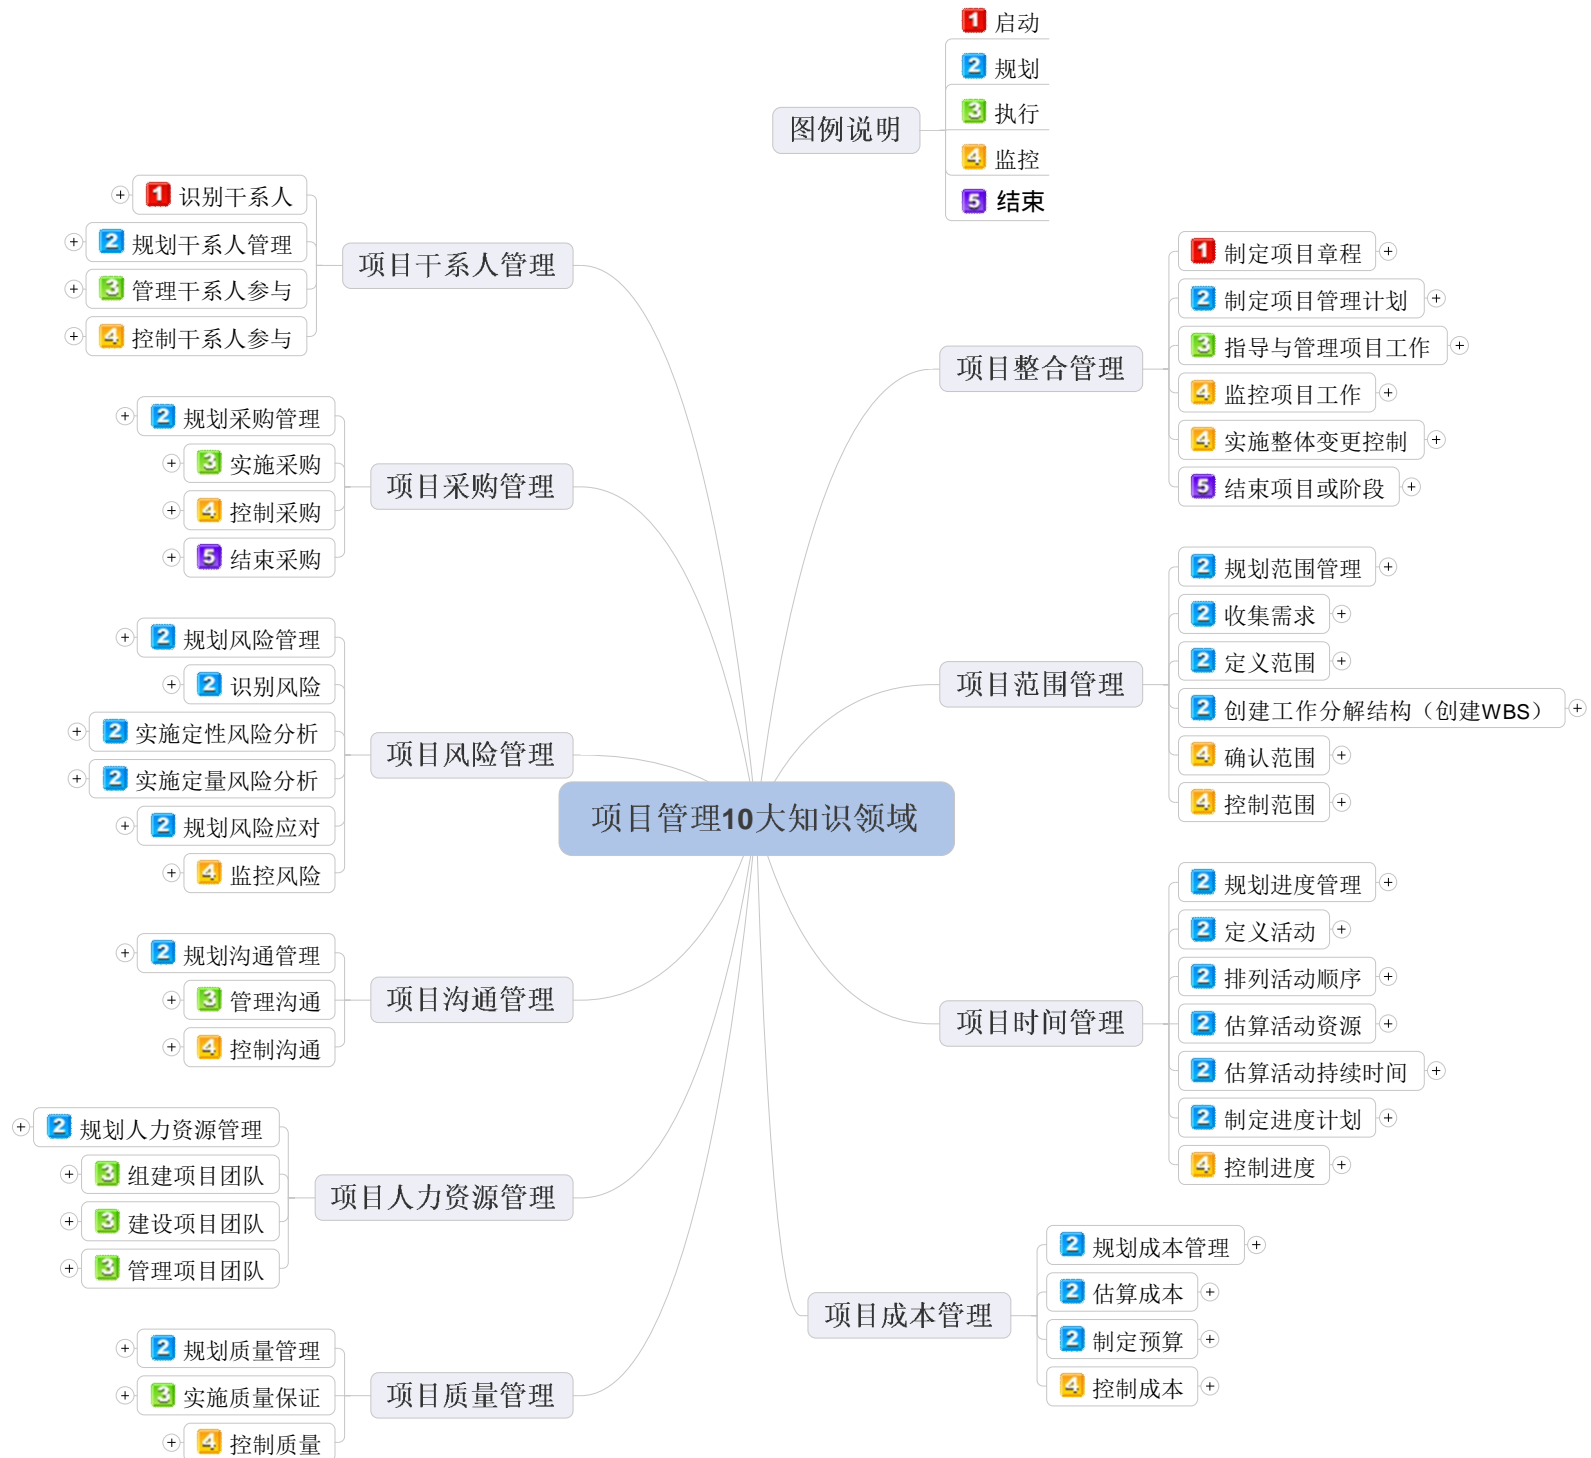 1 启动
2 规划
3 执行
4 监控
5 结束
图例说明
项目管理10大知识领域
项目整合管理
1 制定项目章程
2 制定项目管理计划
3 指导与管理项目工作
4 监控项目工作
4 实施整体变更控制
5 结束项目或阶段
项目范围管理
2 规划范围管理
2 收集需求
2 定义范围
2 创建工作分解结构（创建WBS）
4 确认范围
4 控制范围
项目时间管理
2 规划进度管理
2 定义活动
2 排列活动顺序
2 估算活动资源
2 估算活动持续时间
2 制定进度计划
4 控制进度
项目成本管理
2 规划成本管理
2 估算成本
2 制定预算
4 控制成本
项目干系人管理
1 识别干系人
2 规划干系人管理
3 管理干系人参与
4 控制干系人参与
项目采购管理
2 规划采购管理
3 实施采购
4 控制采购
5 结束采购
项目风险管理
2 规划风险管理
2 识别风险
2 实施定性风险分析
2 实施定量风险分析
2 规划风险应对
4 监控风险
项目沟通管理
2 规划沟通管理
3 管理沟通
4 控制沟通
项目人力资源管理
2 规划人力资源管理
3 组建项目团队
3 建设项目团队
3 管理项目团队
项目质量管理
2 规划质量管理
3 实施质量保证
4 控制质量